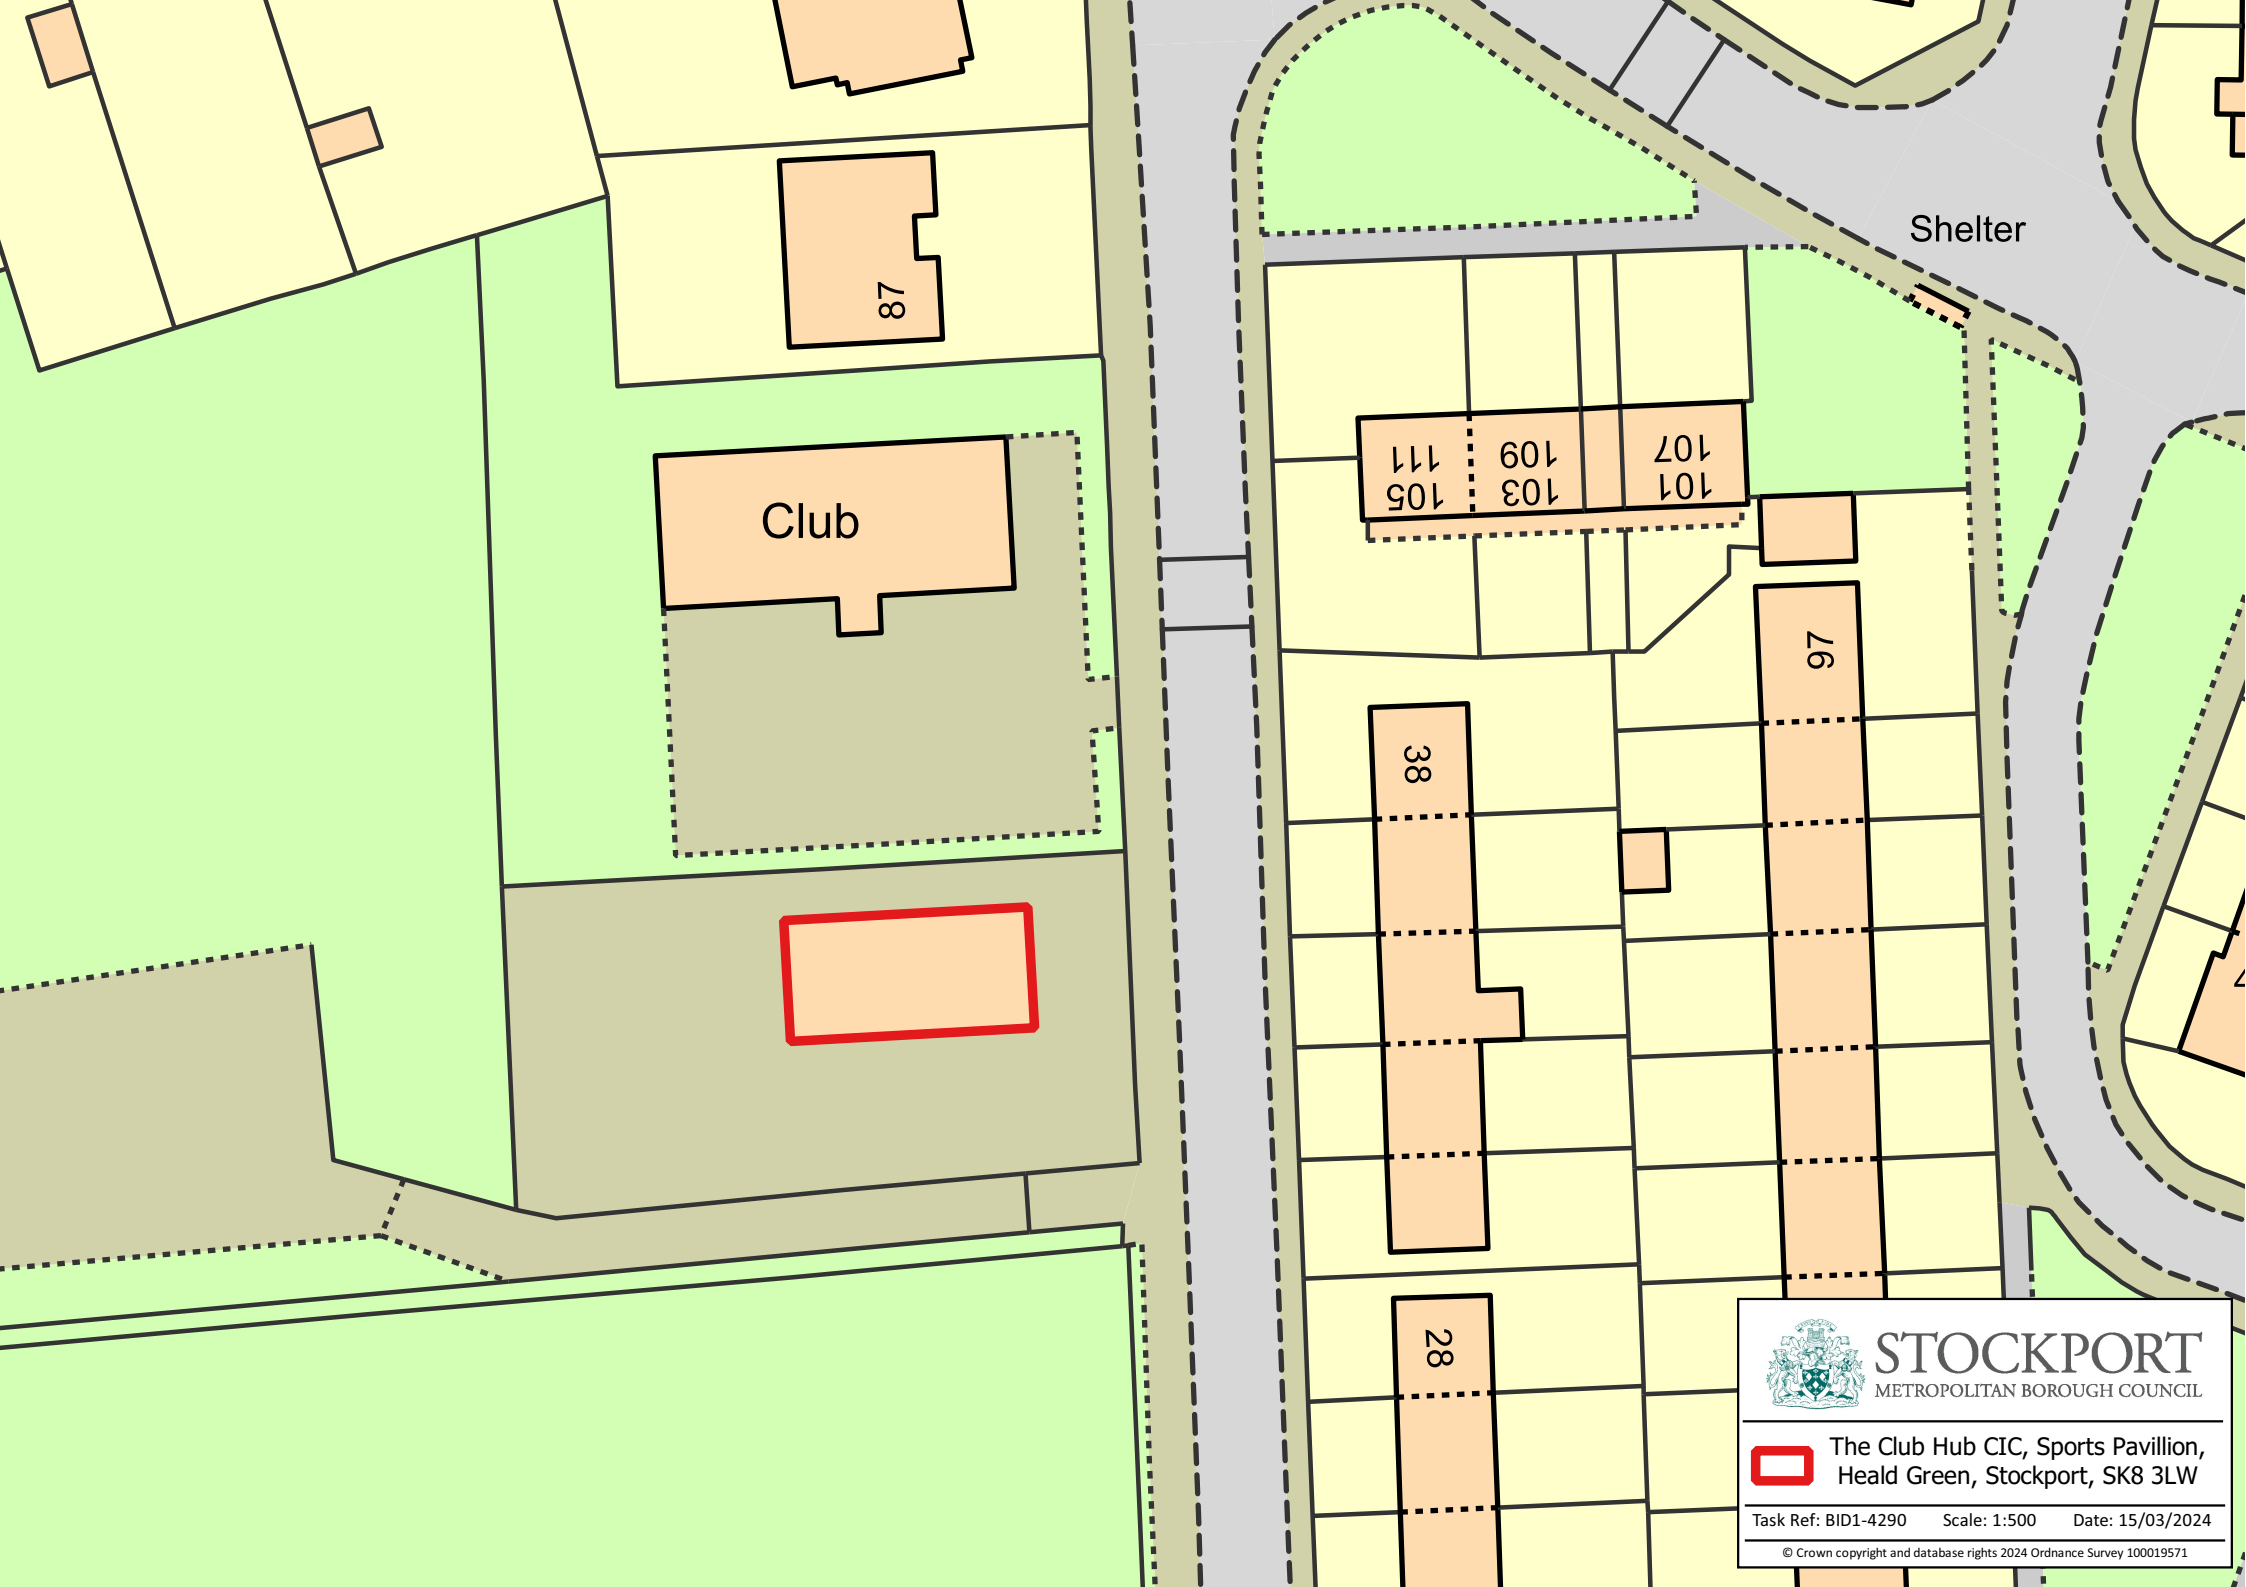 Shelter
87
Club
111 109 107
105 103 101
97
38
28
4
STOCKPORT
METROPOLITAN BOROUGH COUNCIL
The Club Hub CIC, Sports Pavillion,
Heald Green, Stockport, SK8 3LW
Task Ref: BID1-4290 Scale: 1:500 Date: 15/03/2024
© Crown copyright and database rights 2024 Ordnance Survey 100019571